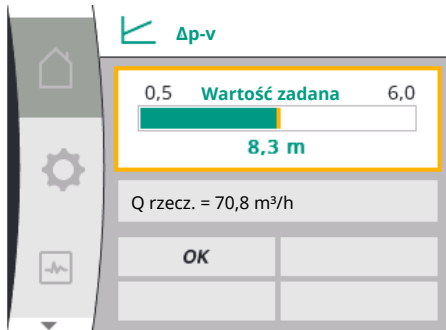 Δp-v
0,5 Wartość zadana 6,0
8,3 m
Q rzecz. = 70,8 m³/h
OK